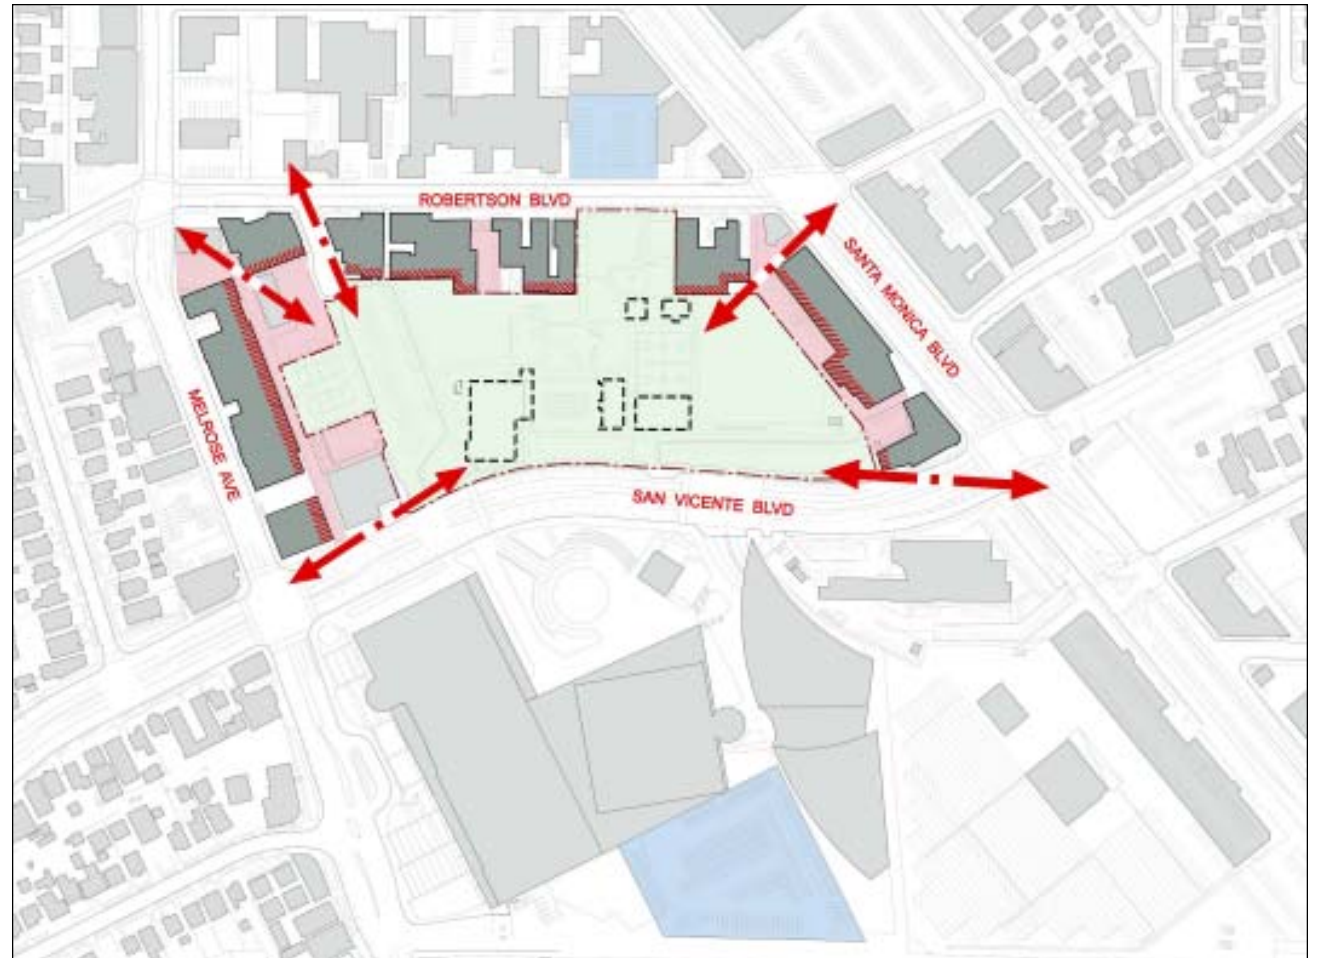 ROBERTSON BLVD
SANTA MONICA BLVD
MELROSE AVE
SAN VICENTE BLVD